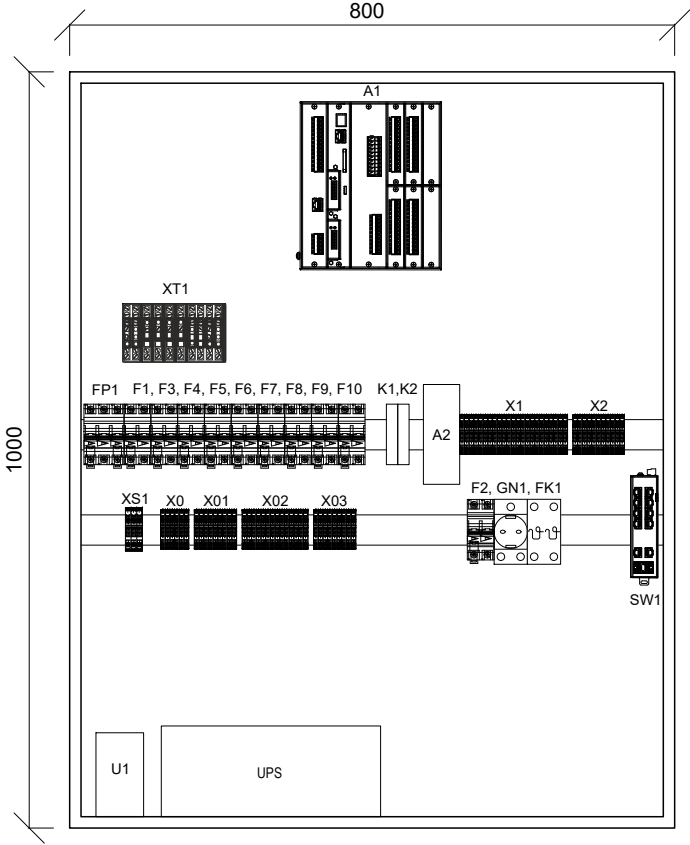 800
A1
1000
XT1
FP1
F1, F3, F4, F5, F6, F7, F8, F9, F10
K1,K2
A2
X1
X2
XS1
X0
X01
X02
X03
F2, GN1, FK1
SW1
U1
UPS